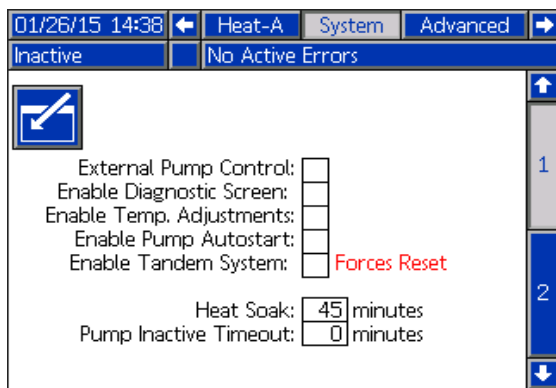 01/26/15 14:38 Heat-A System Advanced
Inactive No Active Errors
External Pump Control:
1
Enable Diagnostic Screen:
Enable Temp. Adjustments:
Enable Pump Autostart:
Enable Tandem System: Forces Reset
2
Heat Soak: 45 minutes
Pump Inactive Timeout: 0 minutes